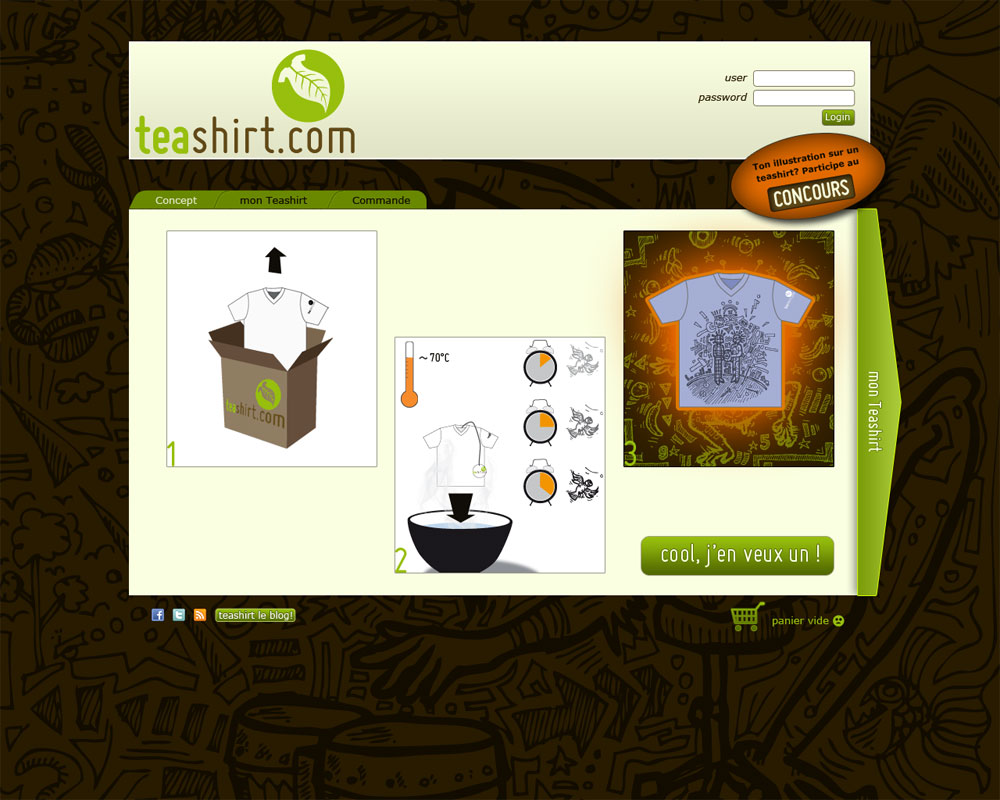 teashirt.com
user
password
Login
Ton illustration sur un
teashirt? Participe au
CONCOURS
Concept
mon Teashirt
Commande
teashirt.com
1
~ 70°C
2
3
mon Teashirt
cool, j'en veux un !
teashirt le blog!
panier vide